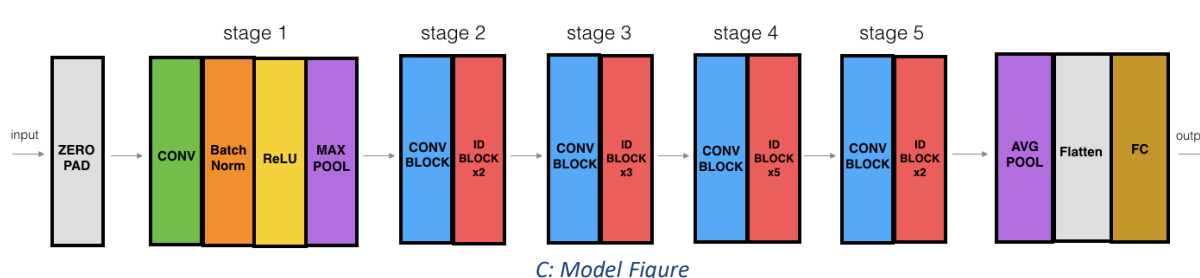 stage 1
stage 2
stage 3
stage 4
stage 5
input
ZERO
PAD
CONV
Batch
Norm
ReLU
MAX
POOL
CONV
BLOCK
ID
BLOCK
x2
CONV
BLOCK
ID
BLOCK
x3
CONV
BLOCK
ID
BLOCK
x5
CONV
BLOCK
ID
BLOCK
x2
AVG
POOL
Flatten
FC
outp
C: Model Figure